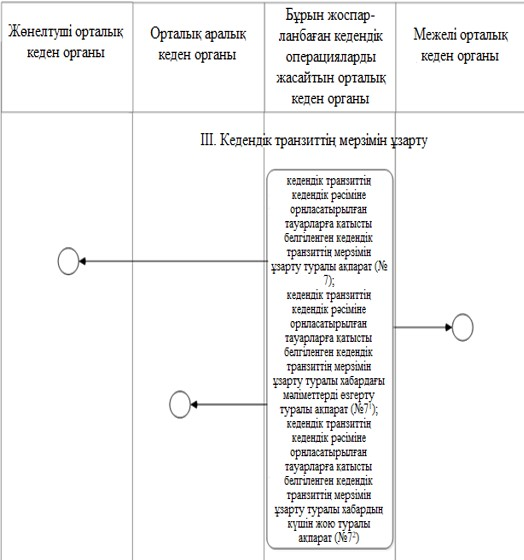 Жөнелтуші орталық
кеден органы
Орталық аралық
кеден органы
Бұрын жоспар-
ланбаған кедендік
операцияларды
жасайтын орталық
кеден органы
Межелі орталық
кеден органы
III. Кедендік транзиттің мерзімін ұзарту
кедендік транзиттің
кедендік рәсіміне
орнласатырылған
тауарларға қатысты
белгіленген кедендік
транзиттің мерзімін
ұзарту туралы ақпарат (№
7);
кедендік транзиттің
кедендік рәсіміне
орнласатырылған
тауарларға қатысты
белгіленген кедендік
транзиттің мерзімін
ұзарту туралы хабардағы
мәліметтерді өзгерту
туралы ақпарат (№7¹);
кедендік транзиттің
кедендік рәсіміне
орнласатырылған
тауарларға қатысты
белгіленген кедендік
транзиттің мерзімін
ұзарту туралы хабардың
күшін жою туралы
ақпарат (№7²)